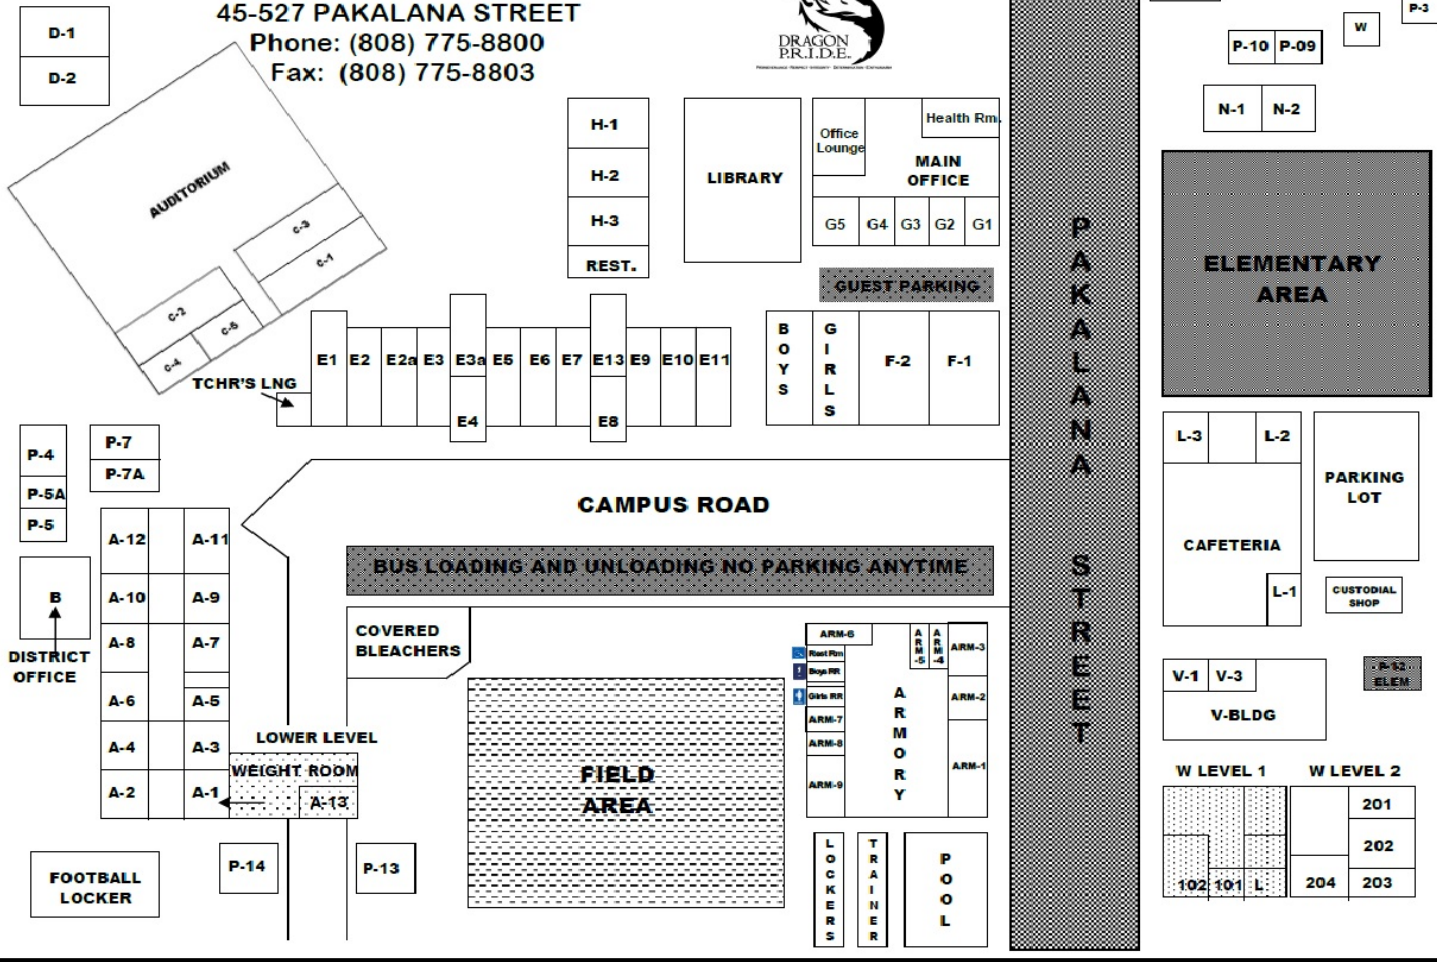 45-527 PAKALANA STREET
Phone: (808) 775-8800
Fax: (808) 775-8803
DRAGON
P.R.I.D.E.
D-1
D-2
P-3
W
P-10 P-09
N-1 N-2
AUDITORIUM
C-3
C-1
C-2
C-5
C-4
H-1
H-2
H-3
REST.
LIBRARY
Office
Lounge
Health Rm.
MAIN
OFFICE
G5 G4 G3 G2 G1
GUEST PARKING
PAKALANA STREET
ELEMENTARY
AREA
TCHR'S LNG
E1 E2 E2a E3 E3a E5 E6 E7 E13 E9 E10 E11
E4 E8
BOYS
GIRLS
F-2 F-1
P-4
P-5A
P-5
P-7
P-7A
CAMPUS ROAD
BUS LOADING AND UNLOADING NO PARKING ANYTIME
L-3 L-2
CAFETERIA
L-1
PARKING
LOT
CUSTODIAL
SHOP
B
DISTRICT
OFFICE
A-12 A-11
A-10 A-9
A-8 A-7
A-6 A-5
A-4 A-3
A-2 A-1
LOWER LEVEL
WEIGHT ROOM
A-13
COVERED
BLEACHERS
FIELD
AREA
ARM-6
Rest Rm
Boys RR
Girls RR
ARM-7
ARM-8
ARM-9
ARM-5
ARM-4
ARM-3
ARM-2
ARM-1
ARMORY
V-1 V-3
V-BLDG
P-12
ELEM
W LEVEL 1
W LEVEL 2
102 101 L
201
202
204 203
FOOTBALL
LOCKER
P-14
P-13
LOCKERS
TRAINER
POOL